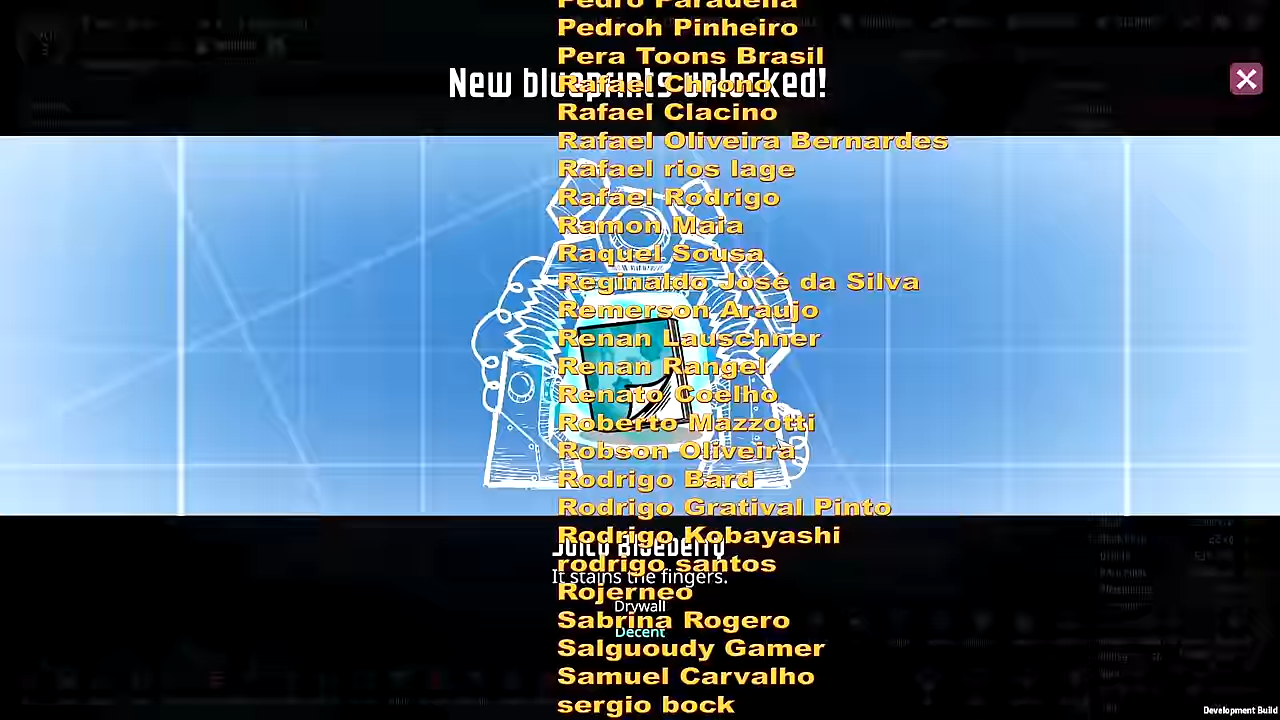 Pedro Paradella
Pedroh Pinheiro
Pera Toons Brasil
New blueprints unlocked!
Rafael Chrono
Rafael Clacino
Rafael Oliveira Bernardes
Rafael rios lage
Rafael Rodrigo
Ramon Maia
Raquel Sousa
Reginaldo José da Silva
Remerson Araujo
Renan Lauschner
Renan Rangel
Renato Coelho
Roberto Mazzotti
Robson Oliveira
Rodrigo Bard
Rodrigo Gratival Pinto
Rodrigo Kobayashi
Juicy Blueberry
rodrigo santos
It stains the fingers.
Rojerneo
Drywall
Sabrina Rogero
Decent
Salguoudy Gamer
Samuel Carvalho
sergio bock
Development Build